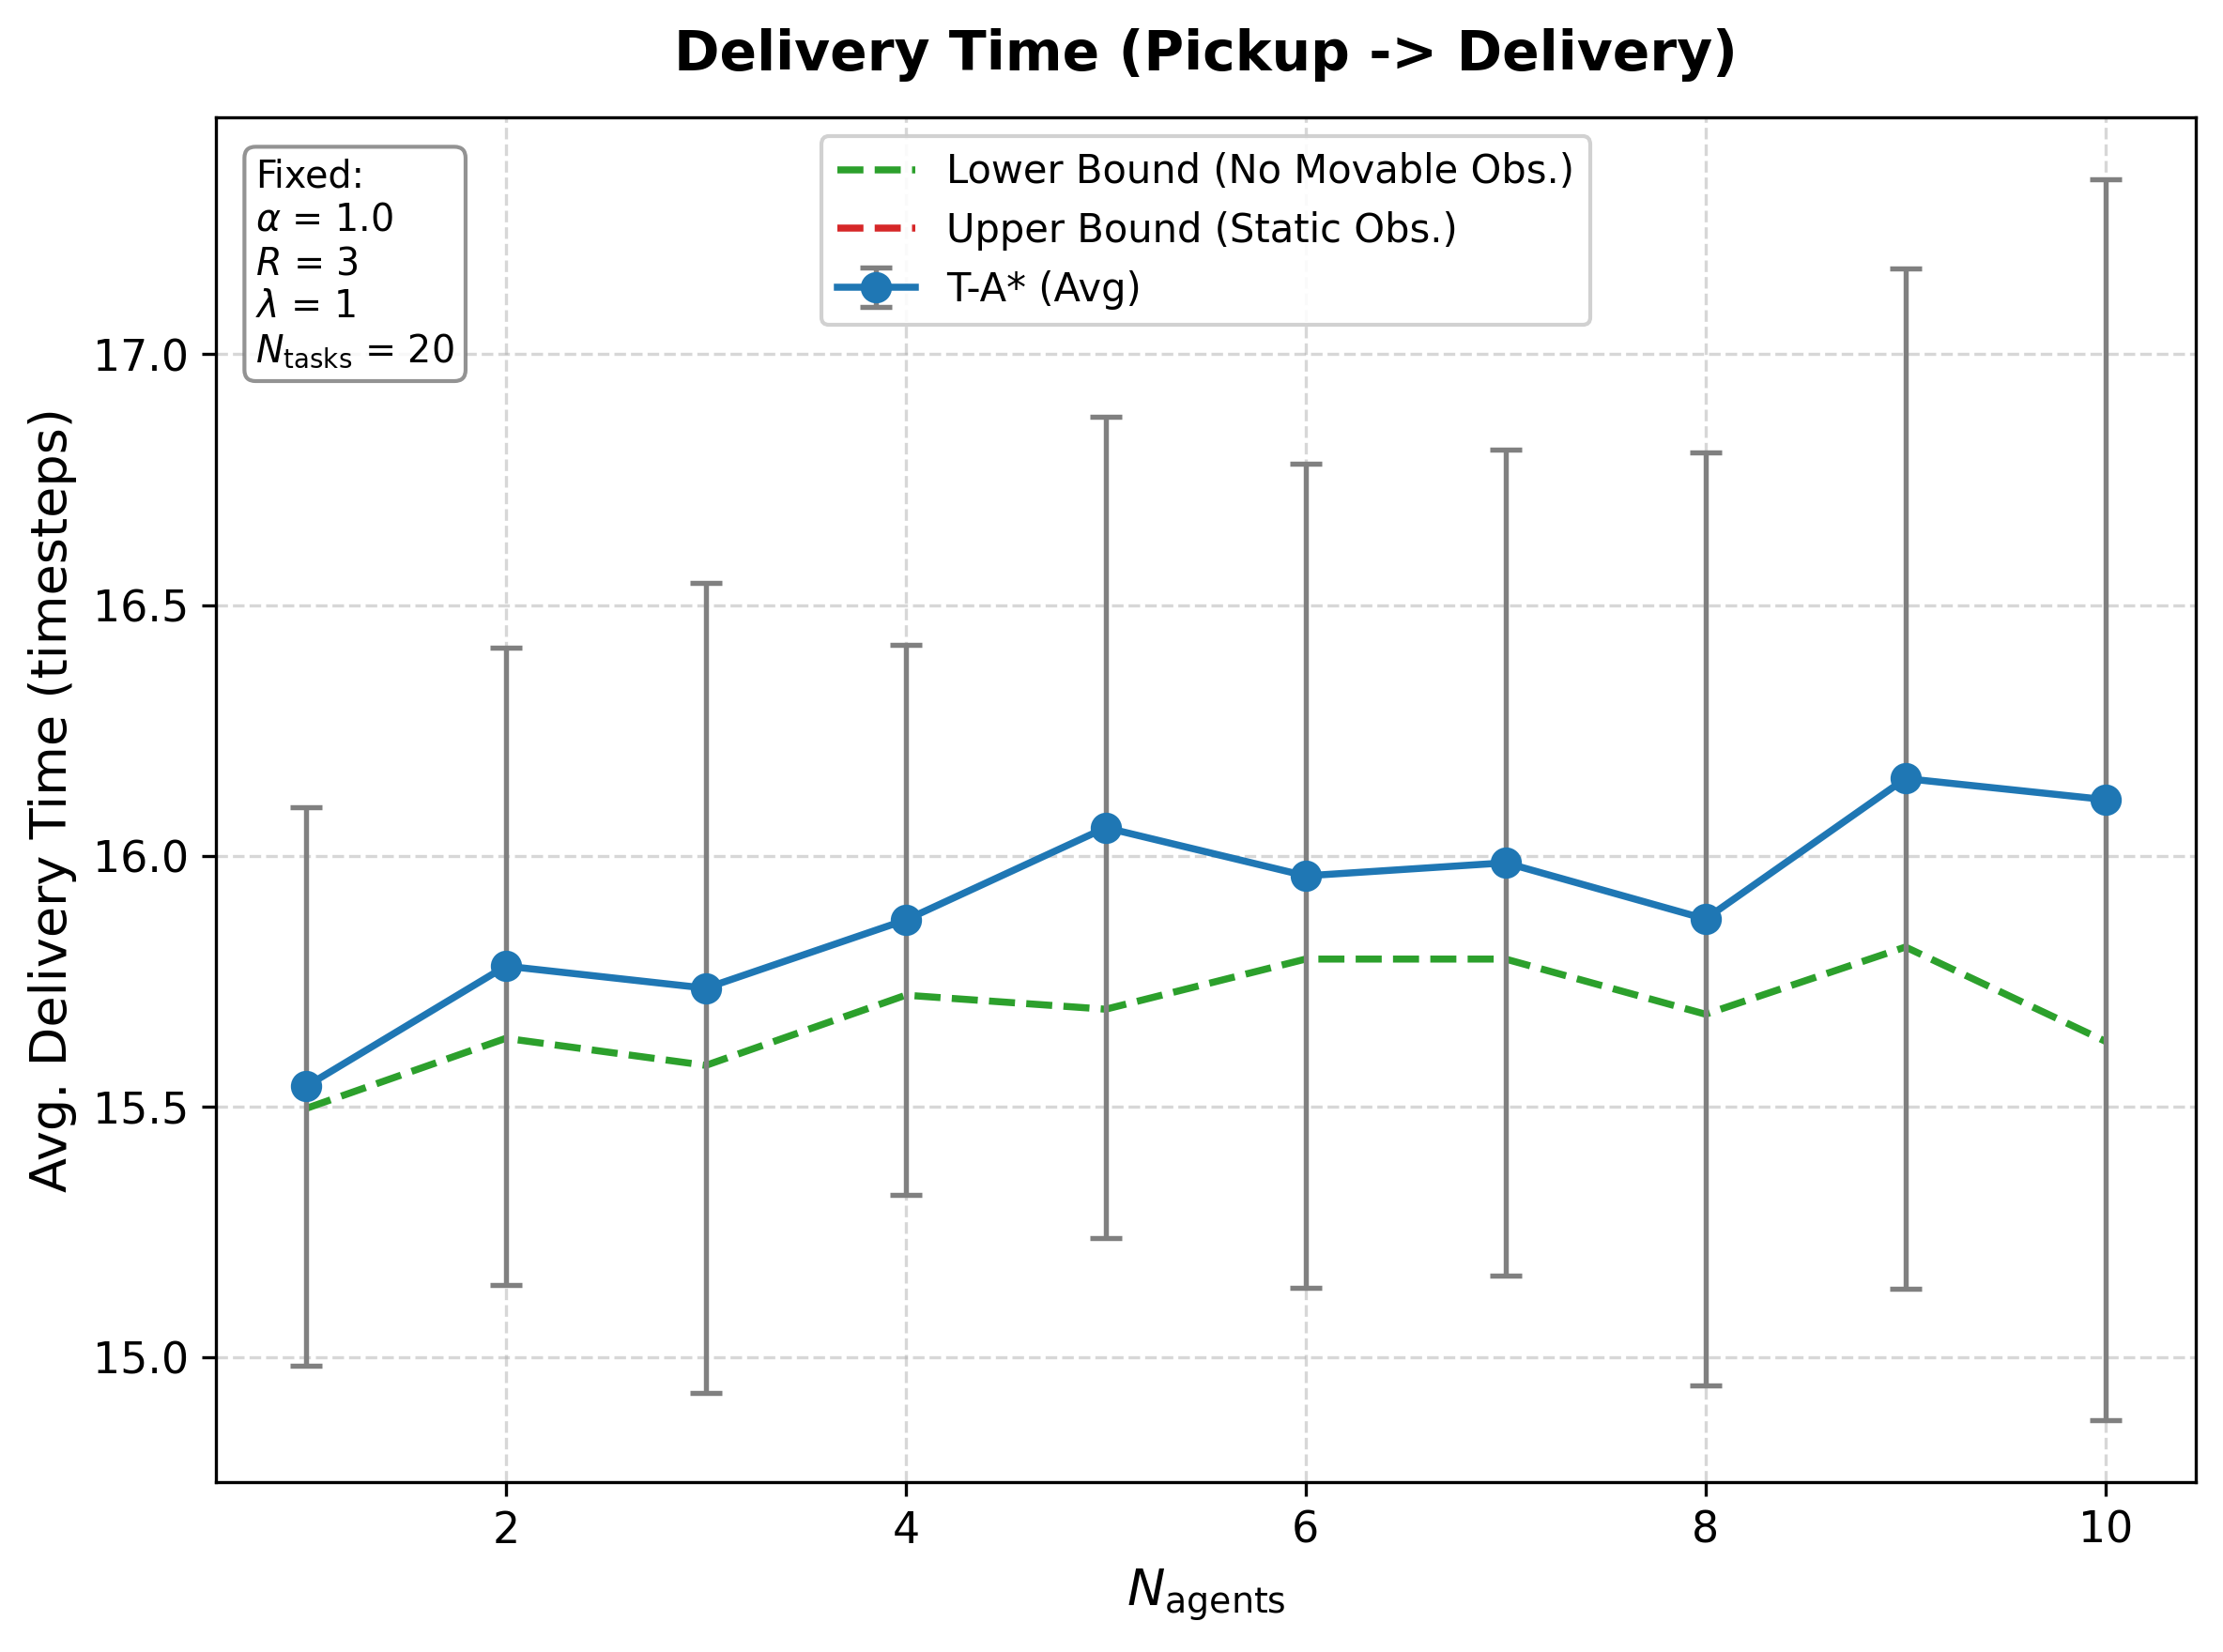 Delivery Time (Pickup -> Delivery)
Fixed:
α = 1.0
R = 3
λ = 1
N_tasks = 20
Lower Bound (No Movable Obs.)
Upper Bound (Static Obs.)
T-A* (Avg)
Avg. Delivery Time (timesteps)
17.0
16.5
16.0
15.5
15.0
2 4 6 8 10
N_agents